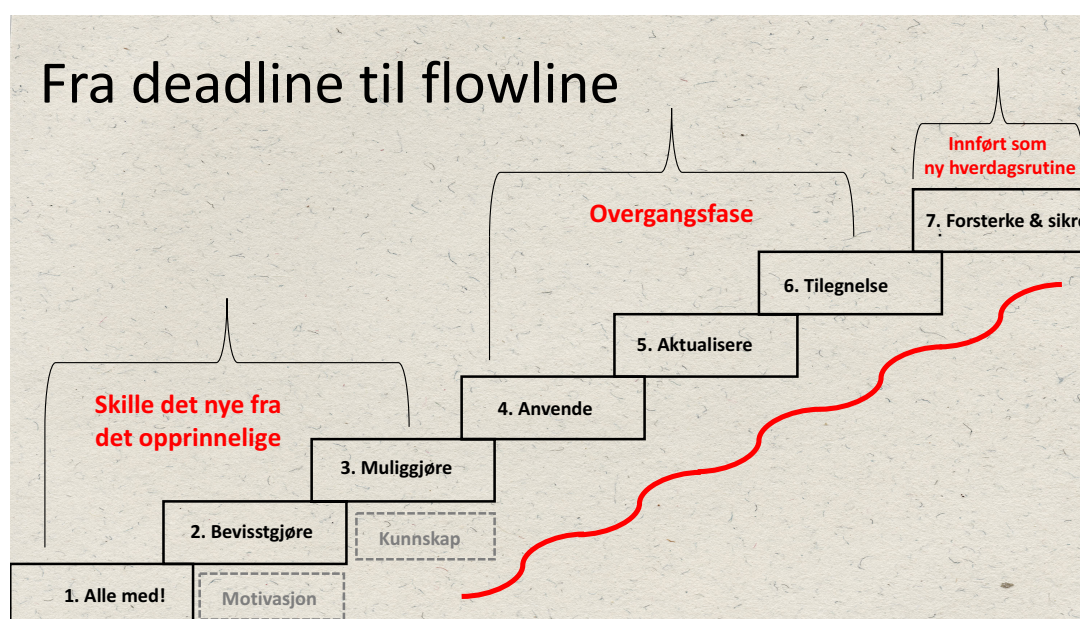 Fra deadline til flowline
Innført som
ny hverdagsrutine
7. Forsterke & sikre
Overgangsfase
6. Tilegnelse
5. Aktualisere
Skille det nye fra
det opprinnelige
4. Anvende
3. Muliggjøre
2. Bevisstgjøre
Kunnskap
1. Alle med!
Motivasjon